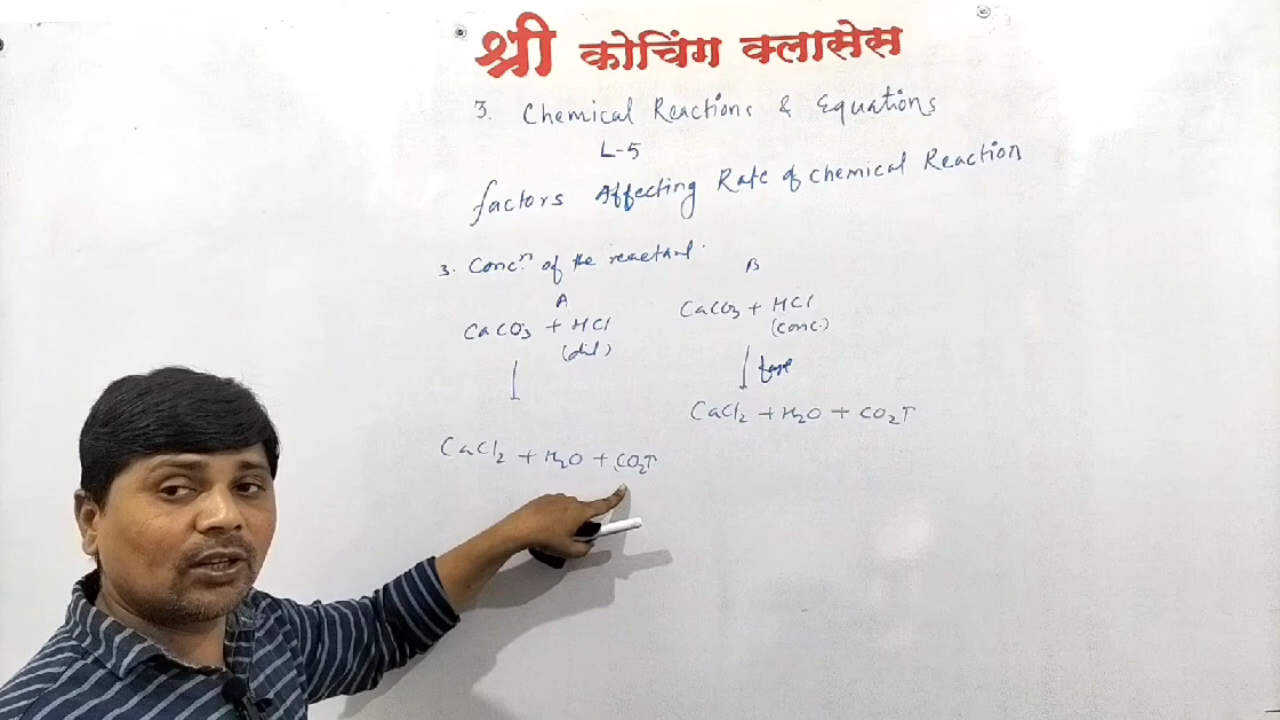 श्री कोचिंग क्लासेस
3. Chemical Reactions & Equations
L-5
factors Affecting Rate of chemical Reaction
3. Concⁿ. of the reactant.
A
B
CaCO3 + HCl
(dil)
CaCO3 + HCl
(conc.)
CaCl2 + H2O + CO2↑
CaCl2 + H2O + CO2↑